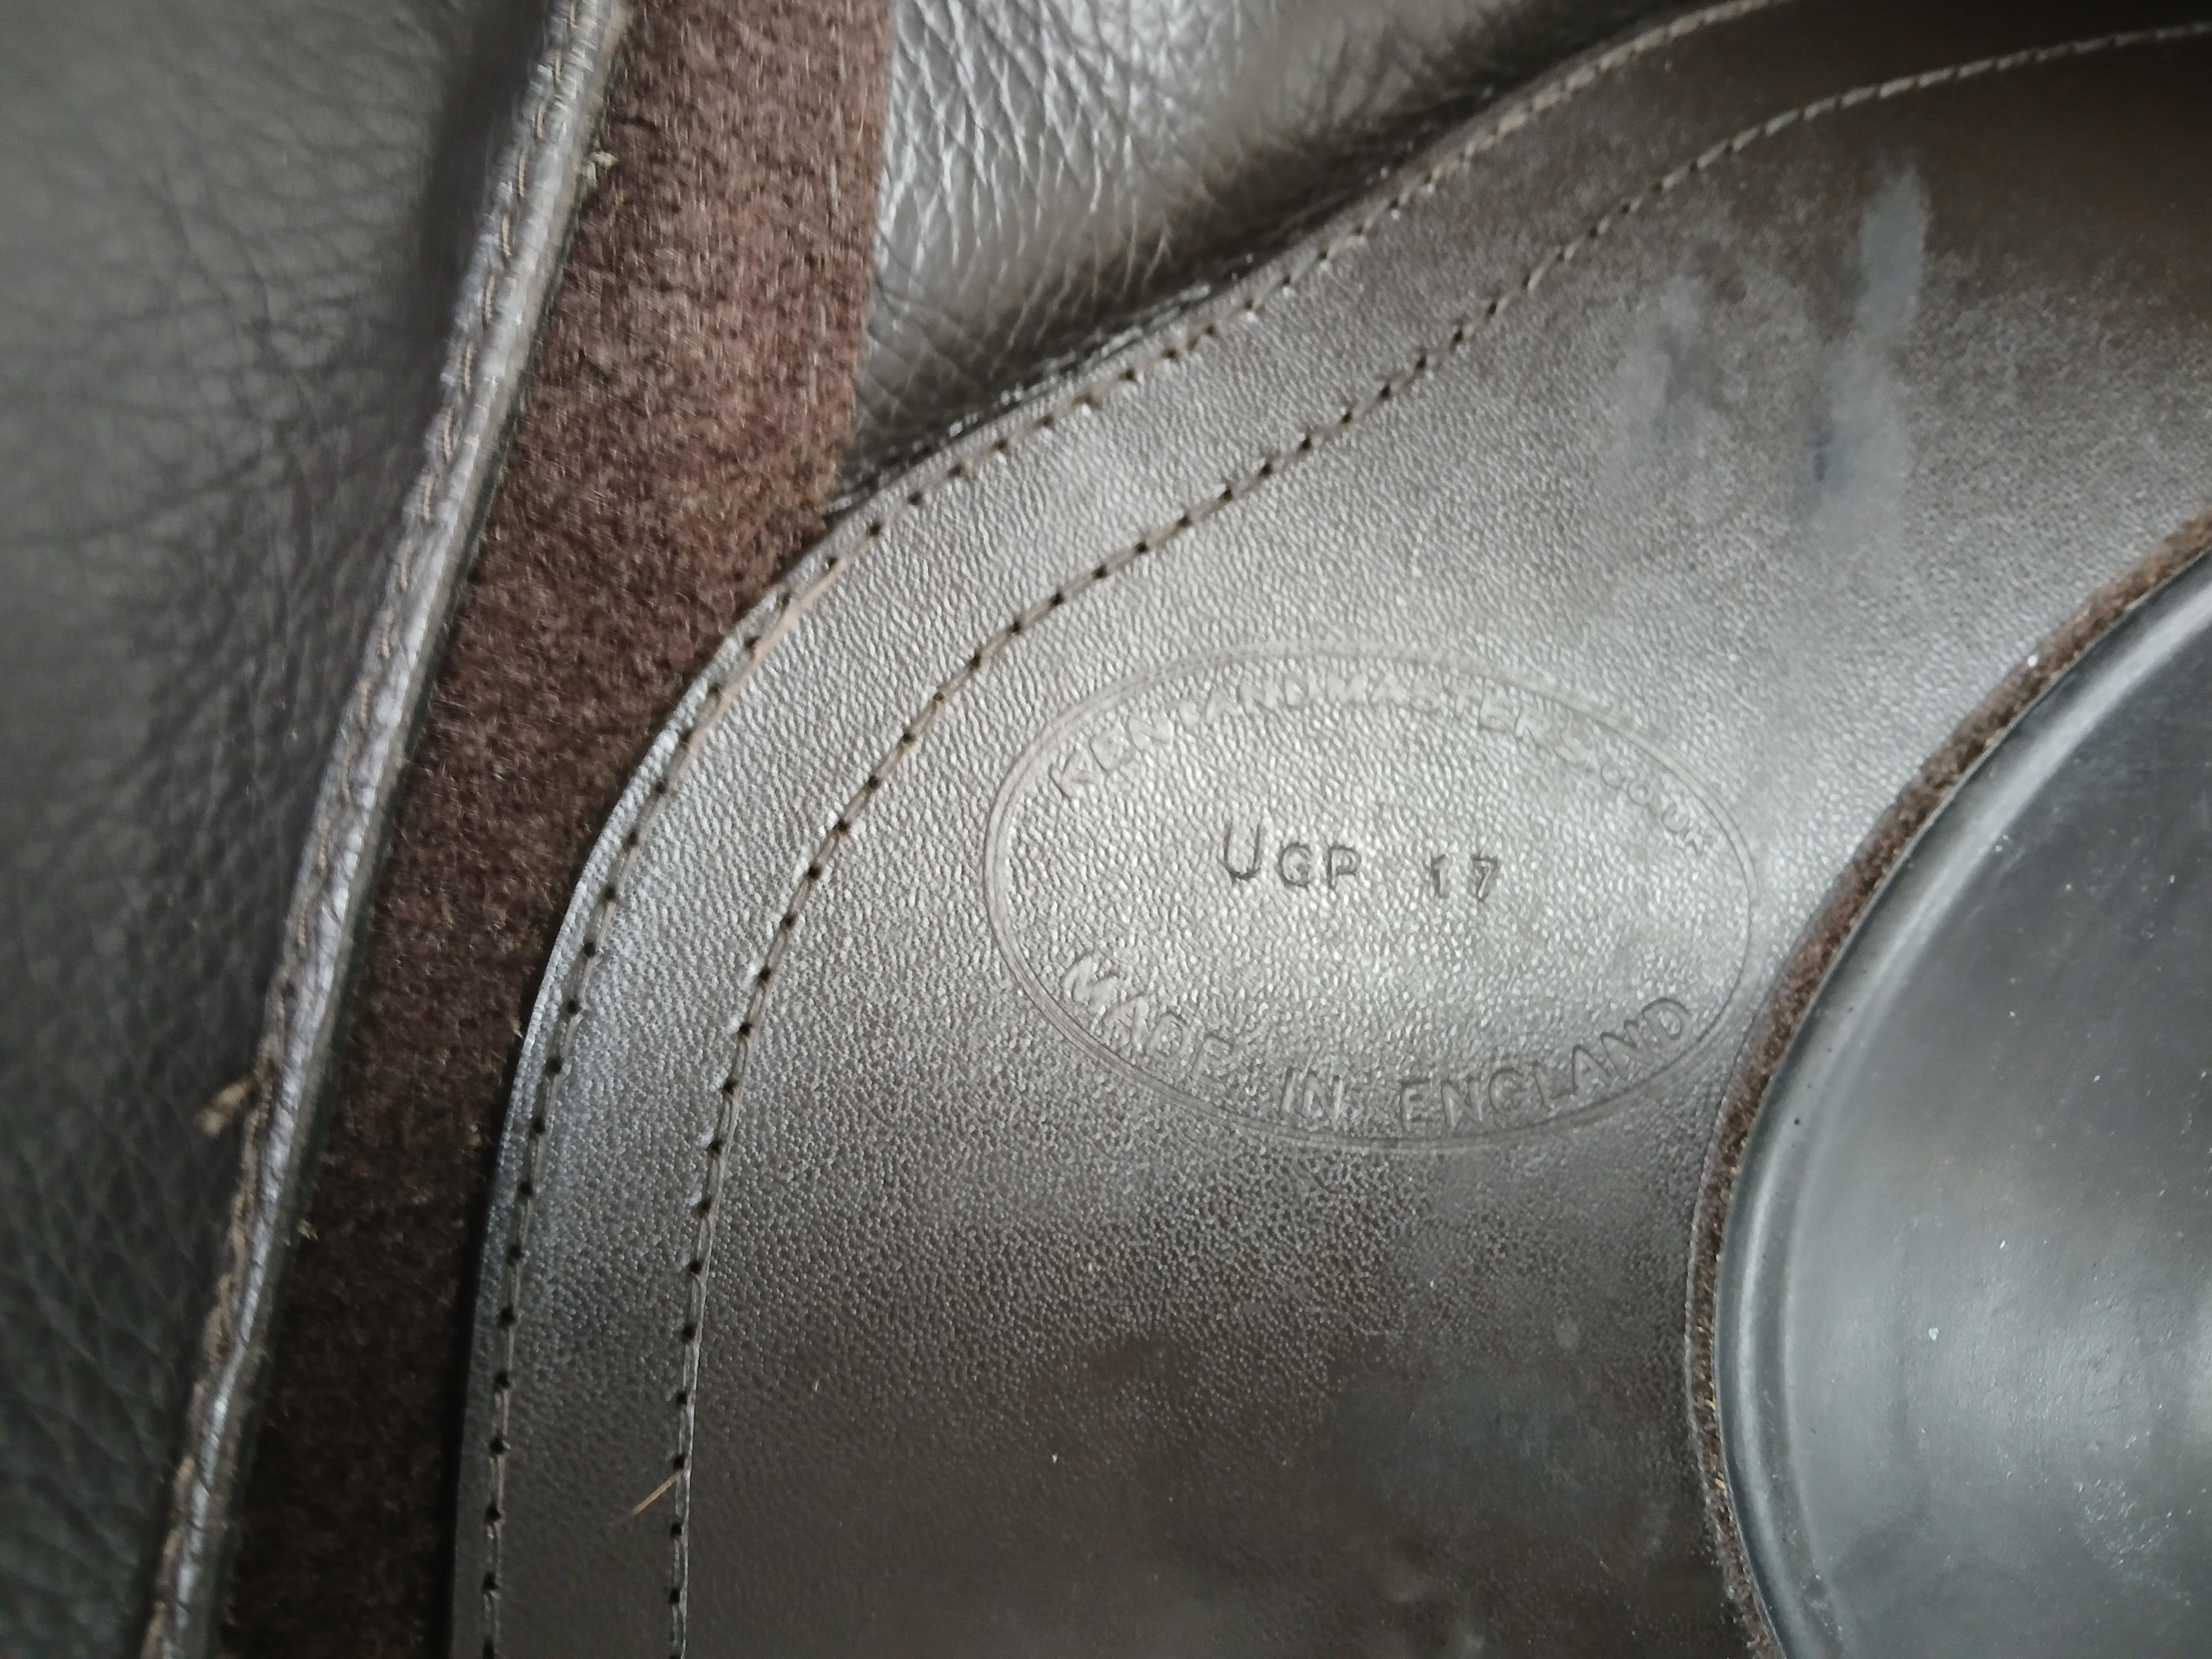 KENTANDMASTERS.CO.UK
UGP 17
MADE IN ENGLAND